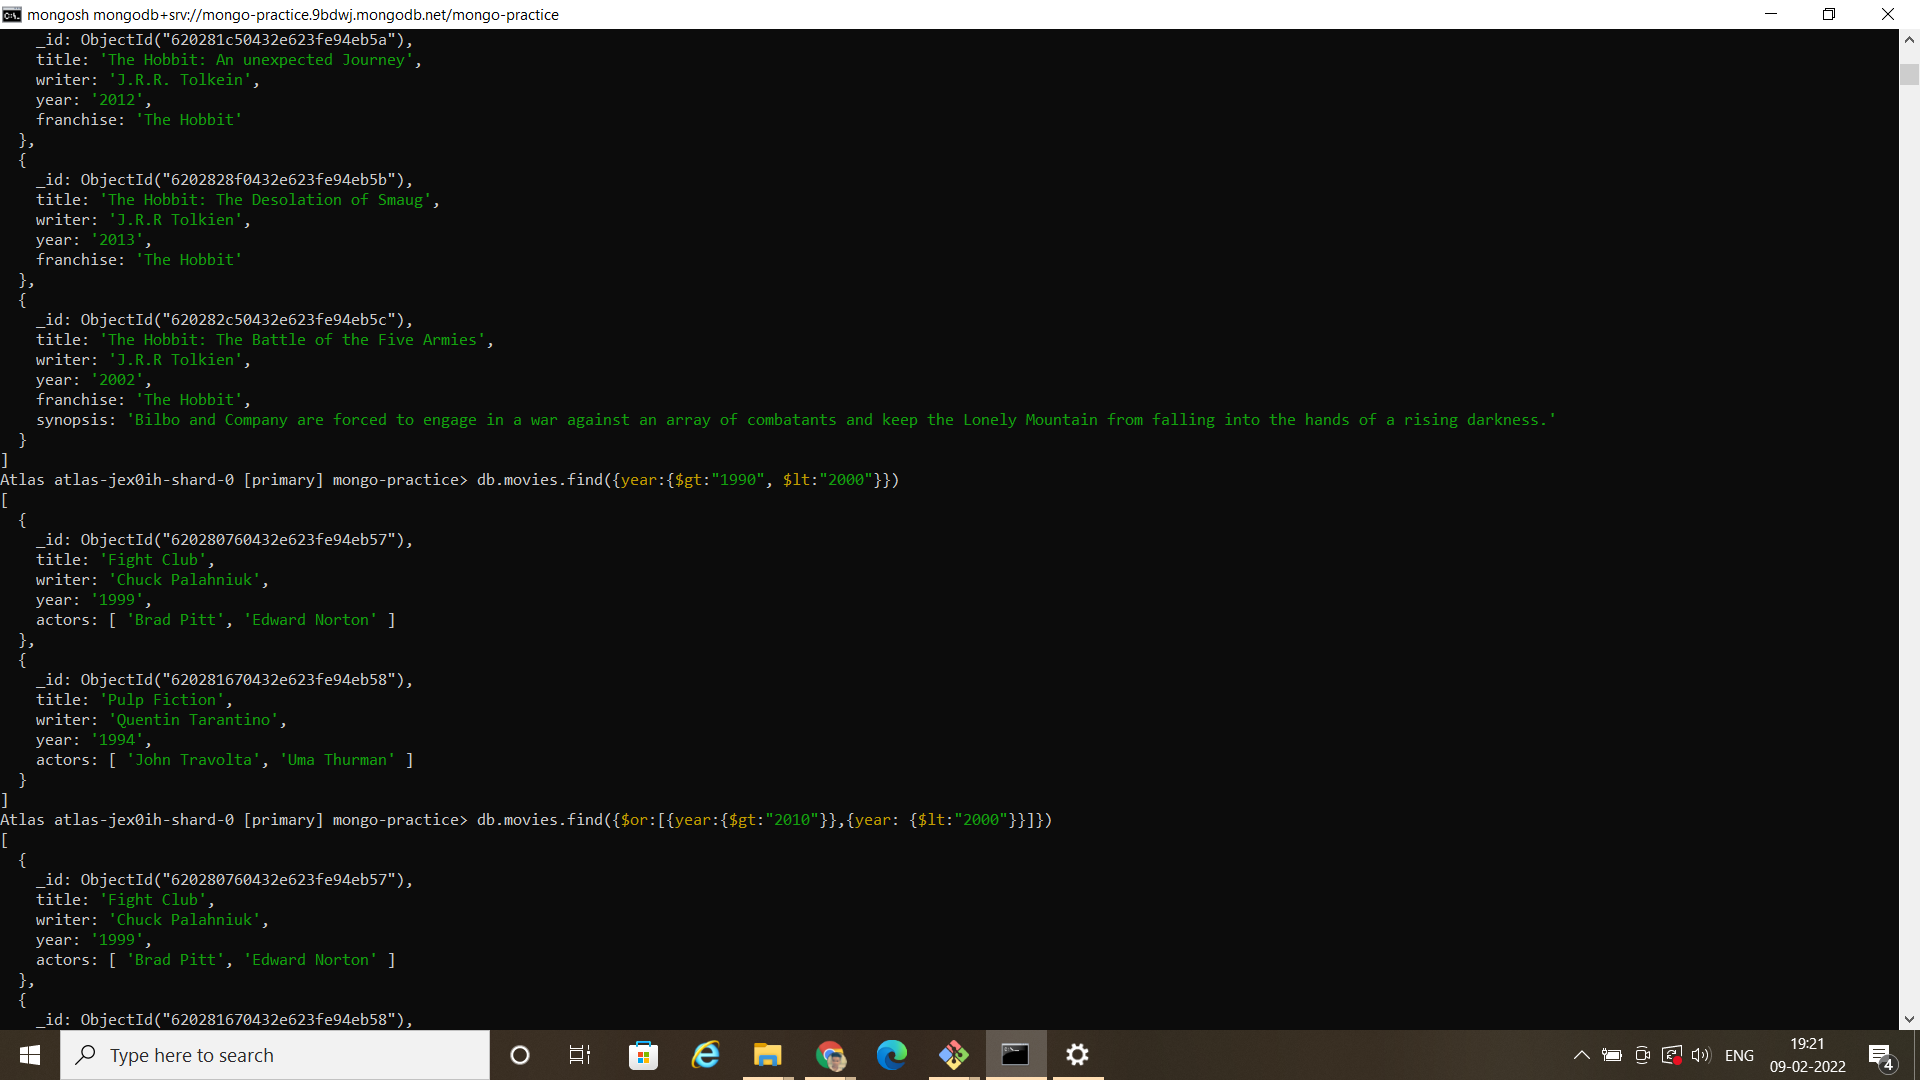 mongosh mongodb+srv://mongo-practice.9bdwj.mongodb.net/mongo-practice
    _id: ObjectId("620281c50432e623fe94eb5a"),
    title: 'The Hobbit: An unexpected Journey',
    writer: 'J.R.R. Tolkein',
    year: '2012',
    franchise: 'The Hobbit'
  },
  {
    _id: ObjectId("6202828f0432e623fe94eb5b"),
    title: 'The Hobbit: The Desolation of Smaug',
    writer: 'J.R.R Tolkien',
    year: '2013',
    franchise: 'The Hobbit'
  },
  {
    _id: ObjectId("620282c50432e623fe94eb5c"),
    title: 'The Hobbit: The Battle of the Five Armies',
    writer: 'J.R.R Tolkien',
    year: '2002',
    franchise: 'The Hobbit',
    synopsis: 'Bilbo and Company are forced to engage in a war against an array of combatants and keep the Lonely Mountain from falling into the hands of a rising darkness.'
  }
]
Atlas atlas-jex0ih-shard-0 [primary] mongo-practice> db.movies.find({year:{$gt:"1990", $lt:"2000"}})
[
  {
    _id: ObjectId("620280760432e623fe94eb57"),
    title: 'Fight Club',
    writer: 'Chuck Palahniuk',
    year: '1999',
    actors: [ 'Brad Pitt', 'Edward Norton' ]
  },
  {
    _id: ObjectId("620281670432e623fe94eb58"),
    title: 'Pulp Fiction',
    writer: 'Quentin Tarantino',
    year: '1994',
    actors: [ 'John Travolta', 'Uma Thurman' ]
  }
]
Atlas atlas-jex0ih-shard-0 [primary] mongo-practice> db.movies.find({$or:[{year:{$gt:"2010"}},{year: {$lt:"2000"}}]})
[
  {
    _id: ObjectId("620280760432e623fe94eb57"),
    title: 'Fight Club',
    writer: 'Chuck Palahniuk',
    year: '1999',
    actors: [ 'Brad Pitt', 'Edward Norton' ]
  },
  {
    _id: ObjectId("620281670432e623fe94eb58"),
Type here to search
ENG
19:21
09-02-2022
4